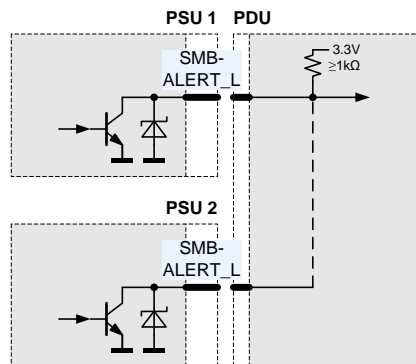 PSU 1 PDU
SMB-
ALERT_L
3.3V
≥1kΩ
PSU 2
SMB-
ALERT_L